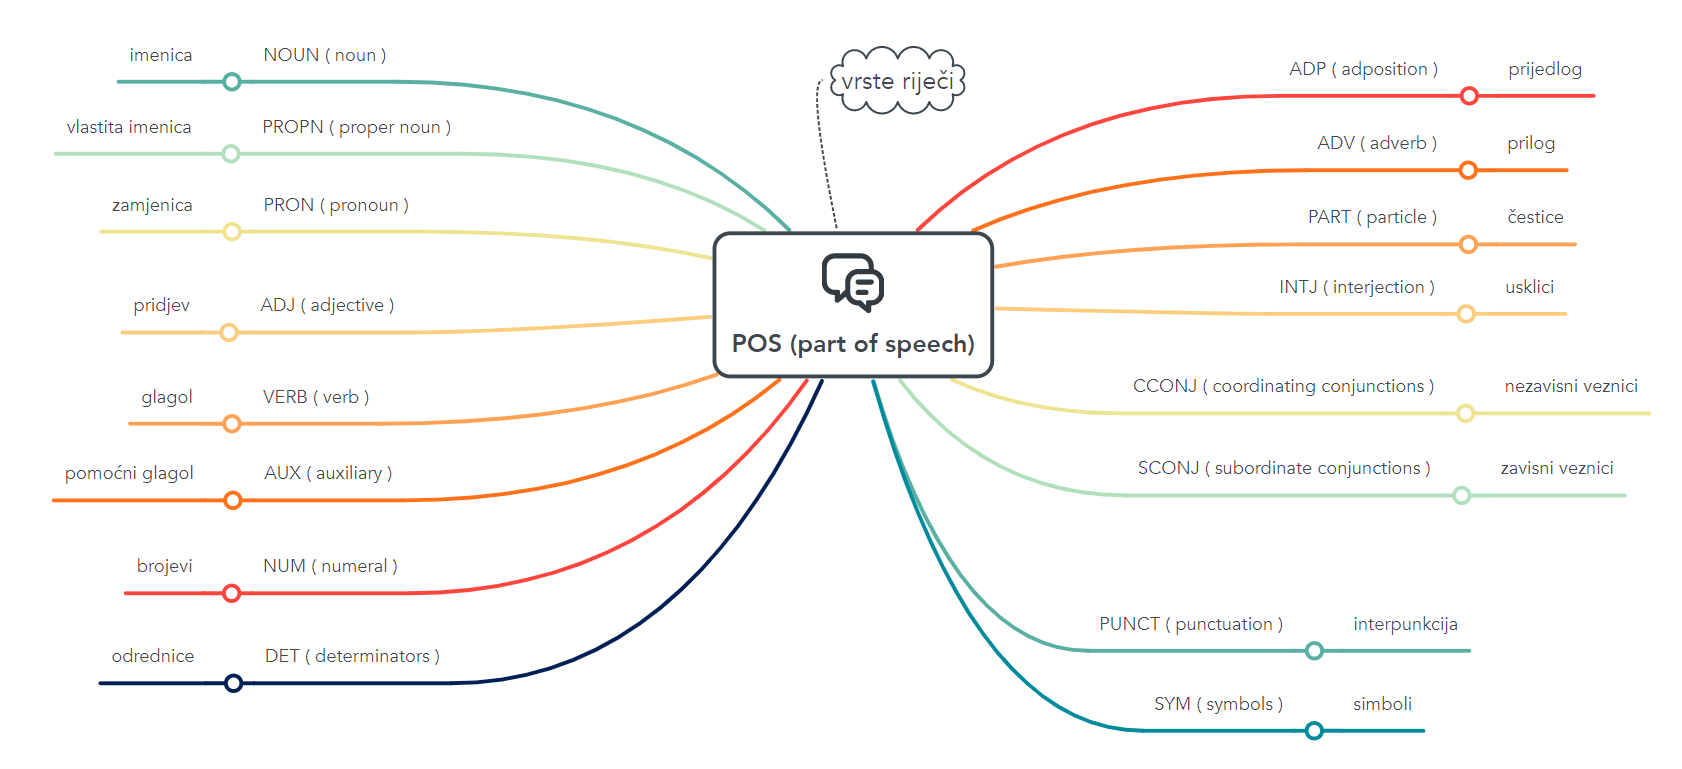 vrste riječi
POS (part of speech)
imenica NOUN ( noun )
vlastita imenica PROPN ( proper noun )
zamjenica PRON ( pronoun )
pridjev ADJ ( adjective )
glagol VERB ( verb )
pomoćni glagol AUX ( auxiliary )
brojevi NUM ( numeral )
odrednice DET ( determinators )
ADP ( adposition ) prijedlog
ADV ( adverb ) prilog
PART ( particle ) čestice
INTJ ( interjection ) usklici
CCONJ ( coordinating conjunctions ) nezavisni veznici
SCONJ ( subordinate conjunctions ) zavisni veznici
PUNCT ( punctuation ) interpunkcija
SYM ( symbols ) simboli